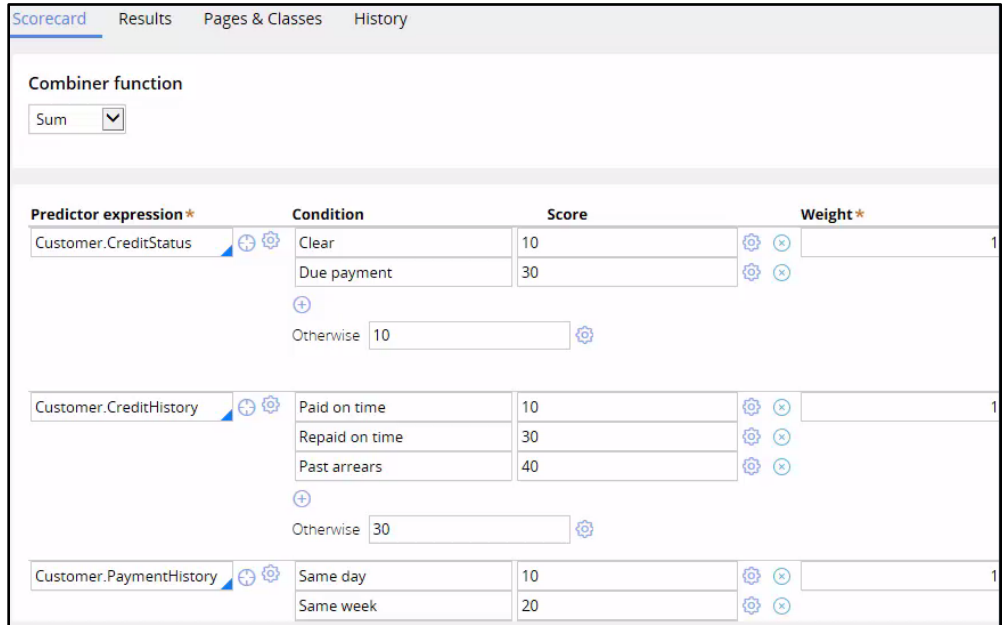 Scorecard Results Pages & Classes History
Combiner function
Sum
Predictor expression* Condition Score Weight*
Customer.CreditStatus Clear 10 1
Due payment 30
Otherwise 10
Customer.CreditHistory Paid on time 10 1
Repaid on time 30
Past arrears 40
Otherwise 30
Customer.PaymentHistory Same day 10 1
Same week 20